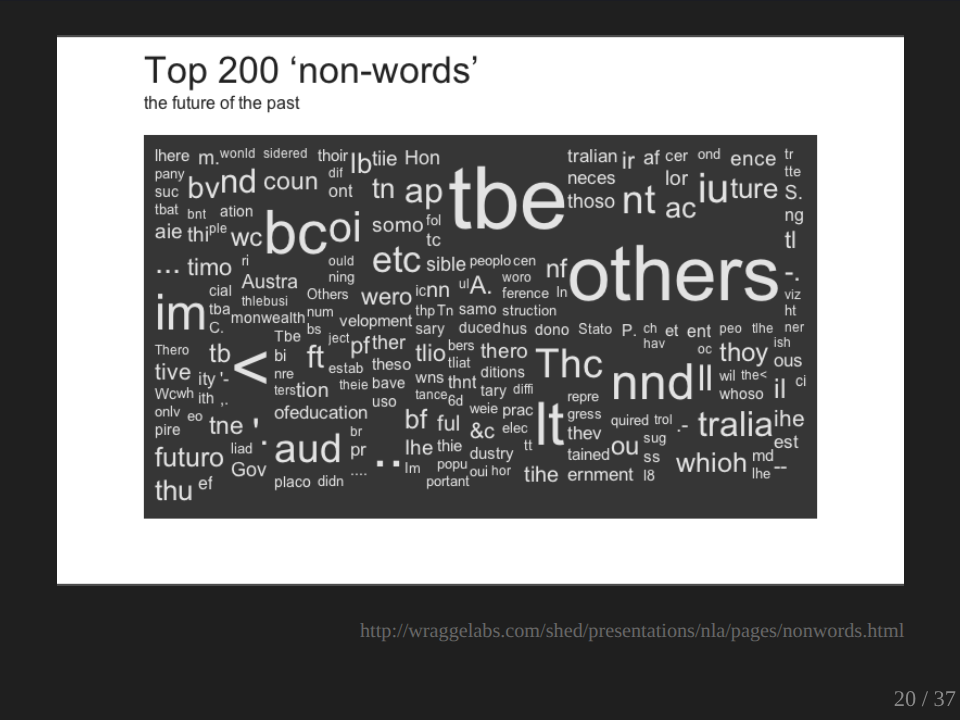 Top 200 ‘non-words’
the future of the past
lhere m. wonld sidered thoir lb tiie Hon tbe tralian ir af cer ond ence tr
pany bv nd coun dif tn ap neces nt lor iu ture tte
suc ont thoso ac S.
tbat bnt ation bc oi somo fol ng
aie thi ple wc tc tl
... timo ri ould etc sible peoplo cen nf others -.
Austra ning ul A. woro
im cial thlebusi Others wero ic nn ference In viz
tba monwealth num thp Tn samo struction ht
C. Tbe bs velopment sary duced hus dono Stato P. ch et ent peo tlhe ner
Thero tb < bi ft ject pf ther tlio bers thero Thc hav oc thoy ish
tive ity '- nre estab theso tliat ditions nnd ll wil the< ous
Wc wh ith ,. ters tion theie bave wns thnt tary diffi repre whoso il ci
onlv eo ofeducation uso tance 6d weie prac lt gress
pire tne '. br bf ful &c elec thev quired trol .- tralia ihe
futuro liad aud pr .. lhe thie dustry tt tained ou sug whioh md est
Gov .... Im popu oui hor tihe ernment ss lhe --
thu ef placo didn portant l8
http://wraggelabs.com/shed/presentations/nla/pages/nonwords.html
20 / 37